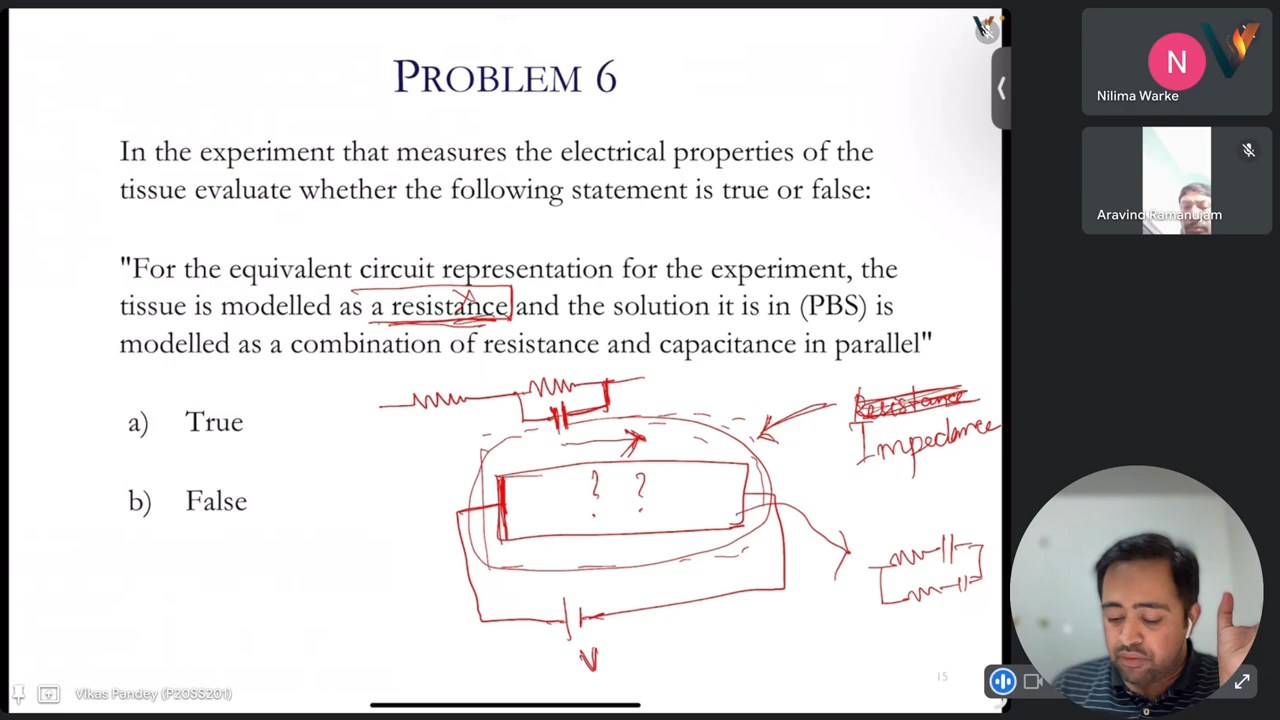 PROBLEM 6
In the experiment that measures the electrical properties of the
tissue evaluate whether the following statement is true or false:
"For the equivalent circuit representation for the experiment, the
tissue is modelled as a resistance and the solution it is in (PBS) is
modelled as a combination of resistance and capacitance in parallel"
a) True
b) False
Resistance
Impedance
? ?
V
15
Vikas Pandey (P20SS201)
N
Nilima Warke
Aravind Ramanujam